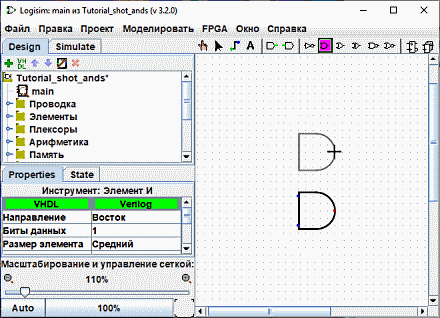 Logisim: main из Tutorial_shot_ands (v 3.2.0)
Файл Правка Проект Моделировать FPGA Окно Справка
Design Simulate
A
VH
DL
Tutorial_shot_ands*
main
Проводка
Элементы
Плексоры
Арифметика
Память
Properties State
Инструмент: Элемент И
VHDL Verilog
Направление Восток
Биты данных 1
Размер элемента Средний
Масштабирование и управление сеткой:
110%
Auto 100%